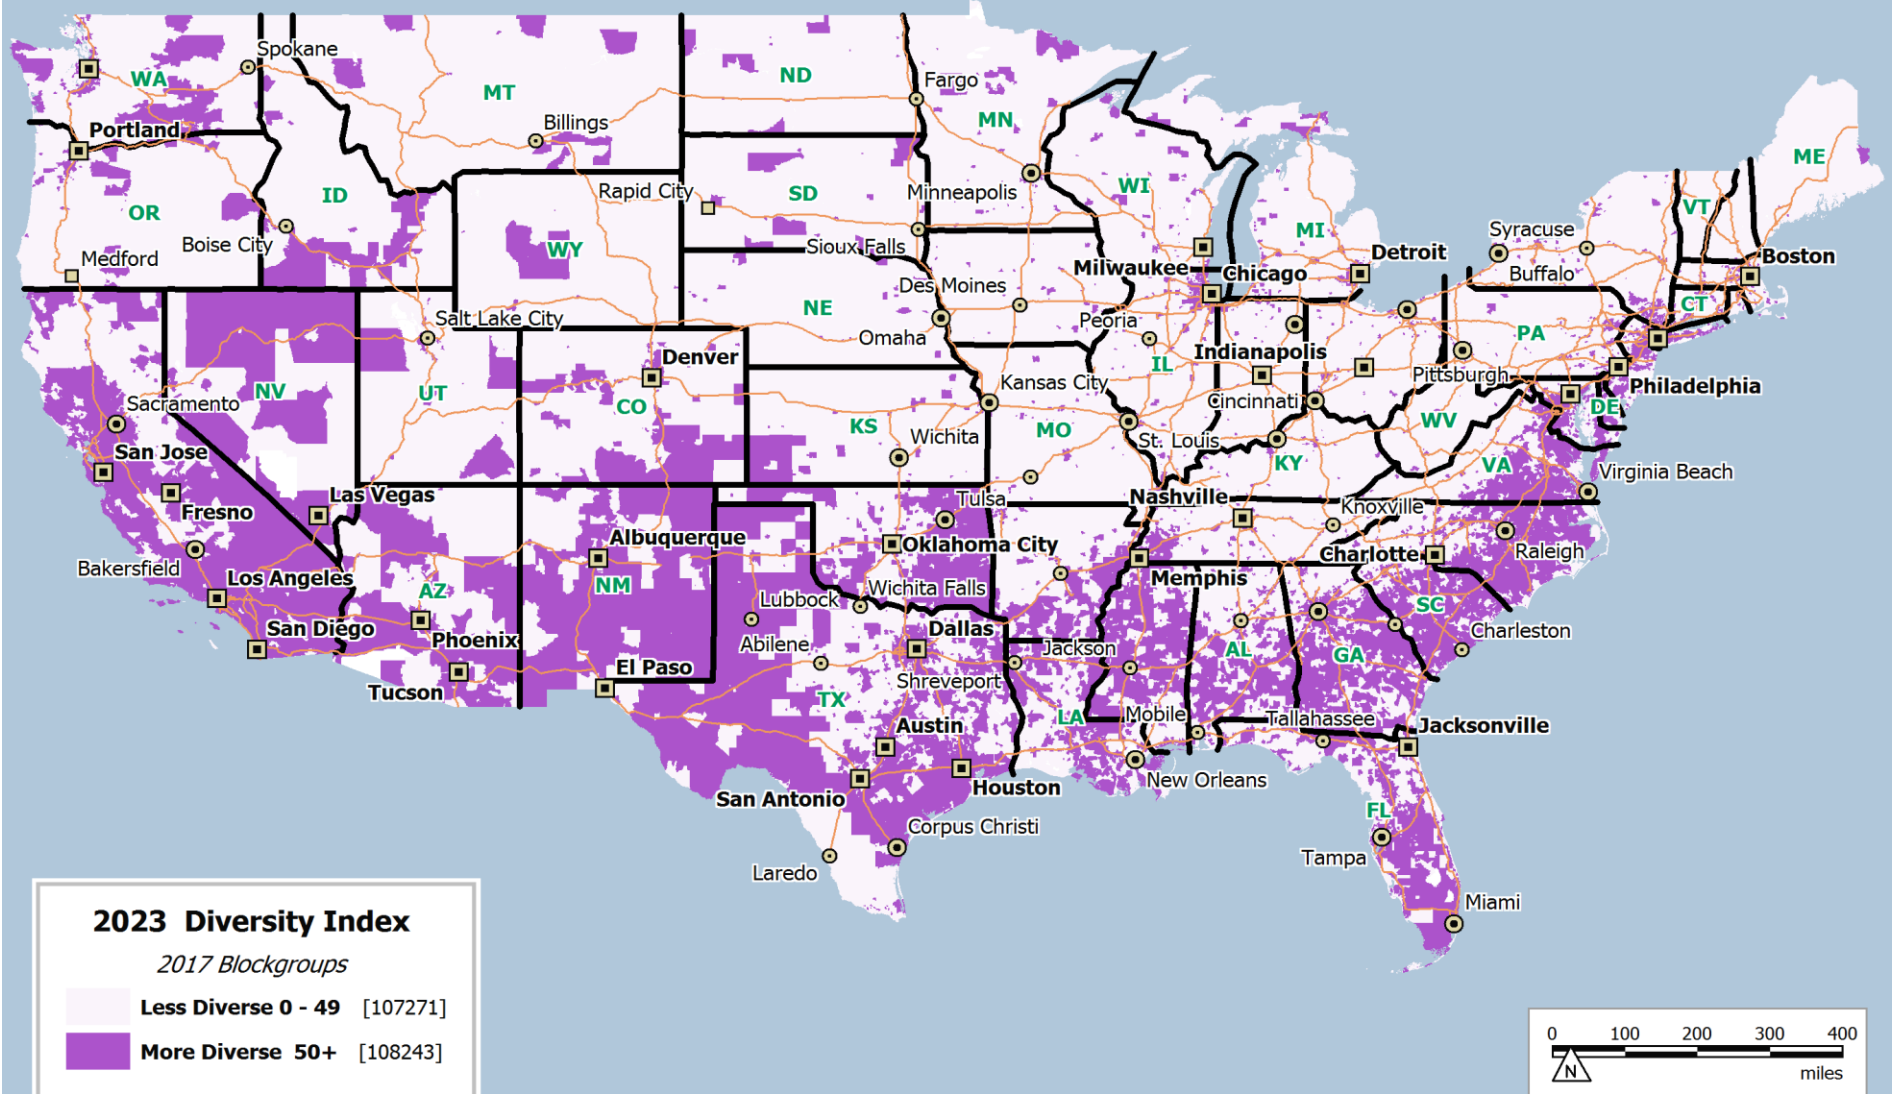 Spokane
WA
MT
ND
Fargo
MN
Portland
Billings
ME
ID
Rapid City
SD
Minneapolis
WI
OR
VT
Boise City
WY
Sioux Falls
MI
Syracuse
Medford
Milwaukee
Chicago
Detroit
Buffalo
Boston
Des Moines
NE
CT
Salt Lake City
Omaha
Peoria
PA
Denver
Indianapolis
IL
Pittsburgh
Philadelphia
NV
UT
CO
Kansas City
Cincinnati
DE
Sacramento
KS
Wichita
MO
St. Louis
WV
San Jose
KY
VA
Virginia Beach
Las Vegas
Tulsa
Nashville
Knoxville
Fresno
Albuquerque
Oklahoma City
Charlotte
Raleigh
Bakersfield
Los Angeles
AZ
NM
Wichita Falls
Memphis
Lubbock
SC
San Diego
Phoenix
Dallas
Charleston
Abilene
Jackson
AL
GA
El Paso
Shreveport
Tucson
TX
LA
Mobile
Tallahassee
Austin
Jacksonville
New Orleans
San Antonio
Houston
FL
Corpus Christi
Tampa
Laredo
Miami
2023 Diversity Index
2017 Blockgroups
Less Diverse 0 - 49 [107271]
More Diverse 50+ [108243]
0 100 200 300 400
N
miles